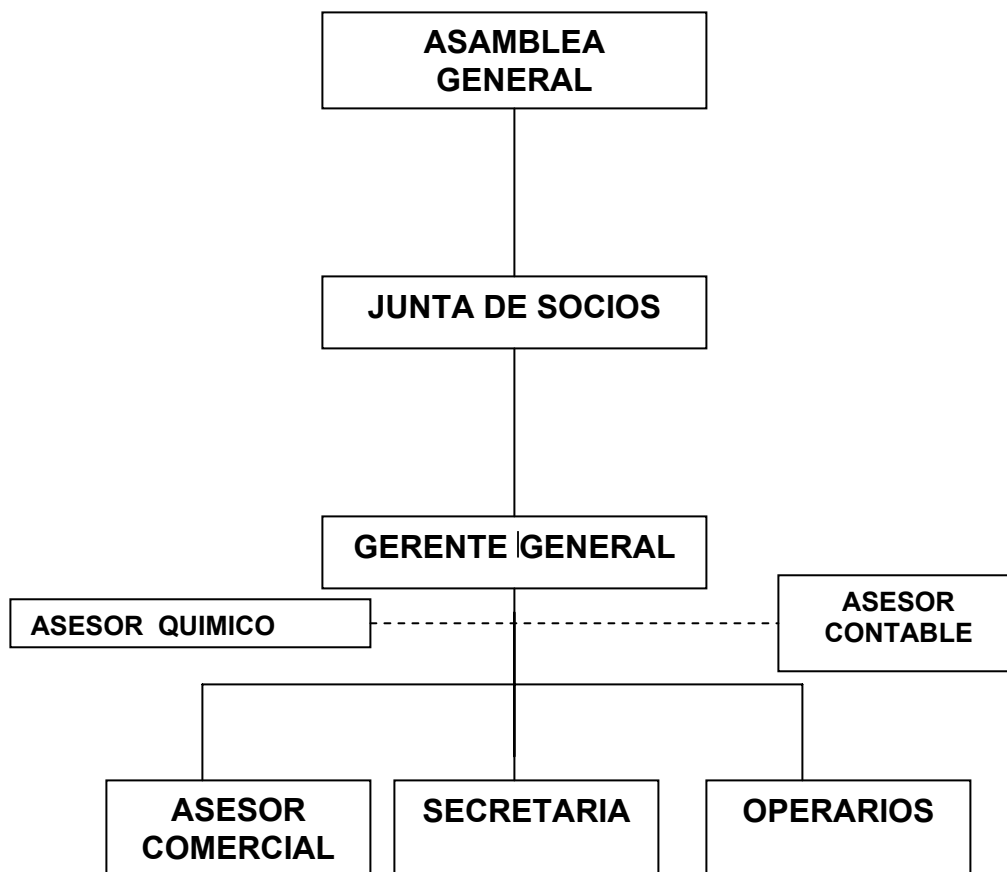 ASAMBLEA
GENERAL
JUNTA DE SOCIOS
GERENTE GENERAL
ASESOR QUIMICO
ASESOR
CONTABLE
ASESOR
COMERCIAL
SECRETARIA
OPERARIOS